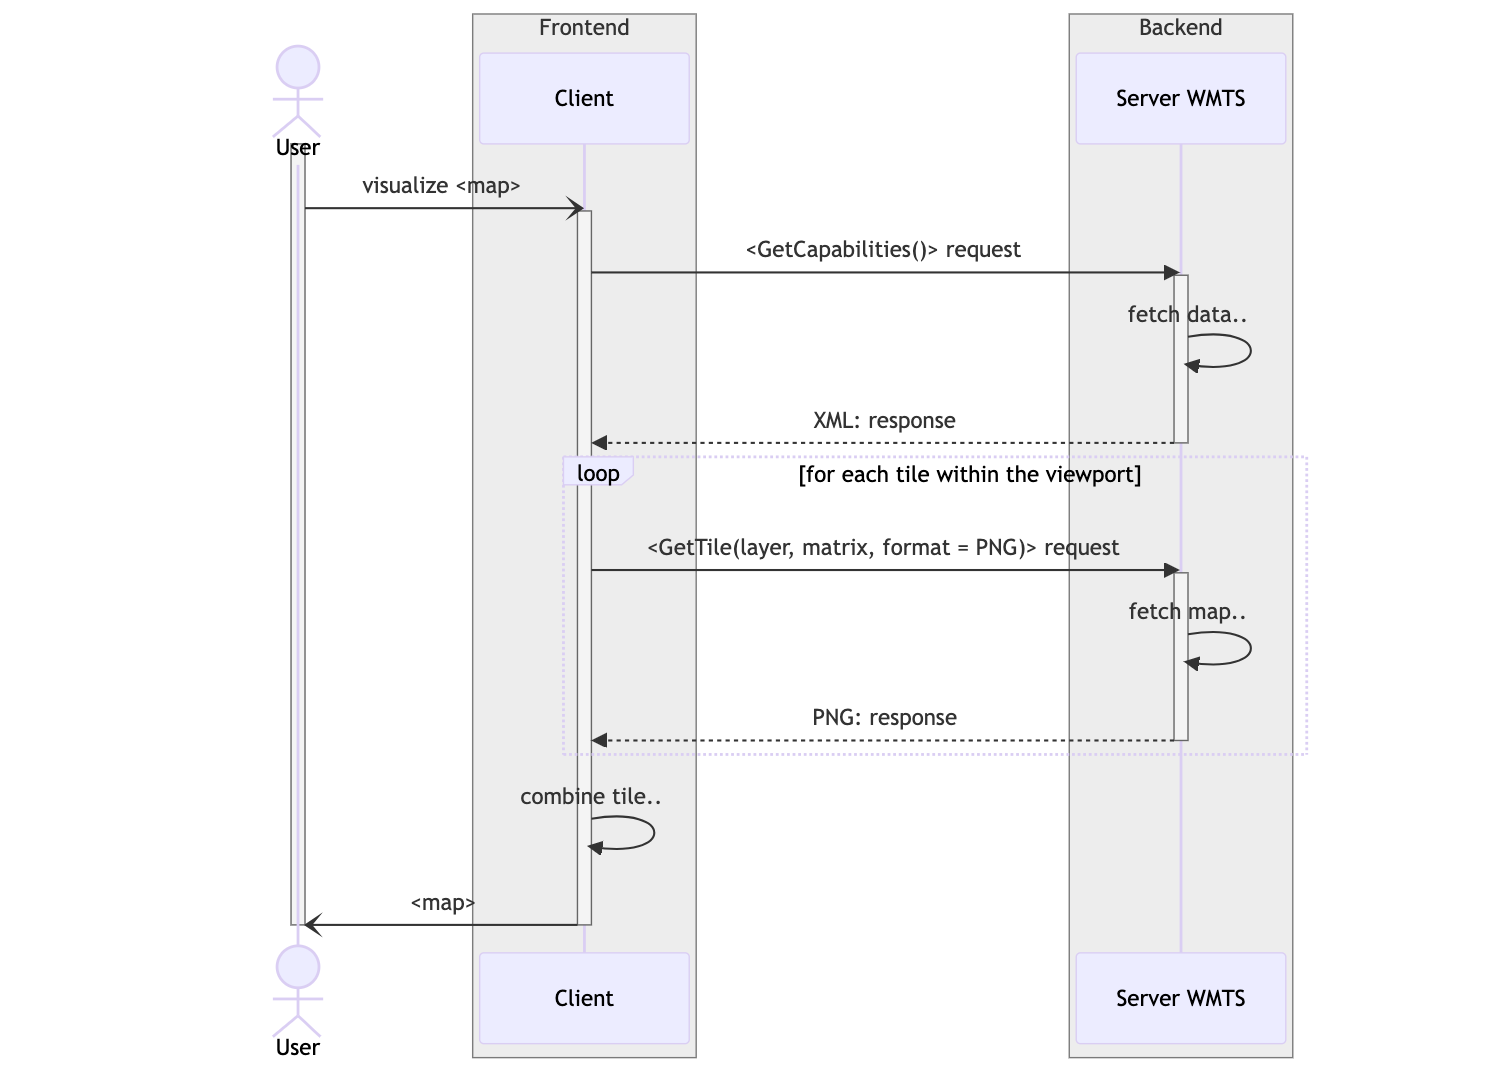 Frontend
Backend
Client
Server WMTS
User
visualize <map>
<GetCapabilities()> request
fetch data..
XML: response
loop
[for each tile within the viewport]
<GetTile(layer, matrix, format = PNG)> request
fetch map..
PNG: response
combine tile..
<map>
Client
Server WMTS
User